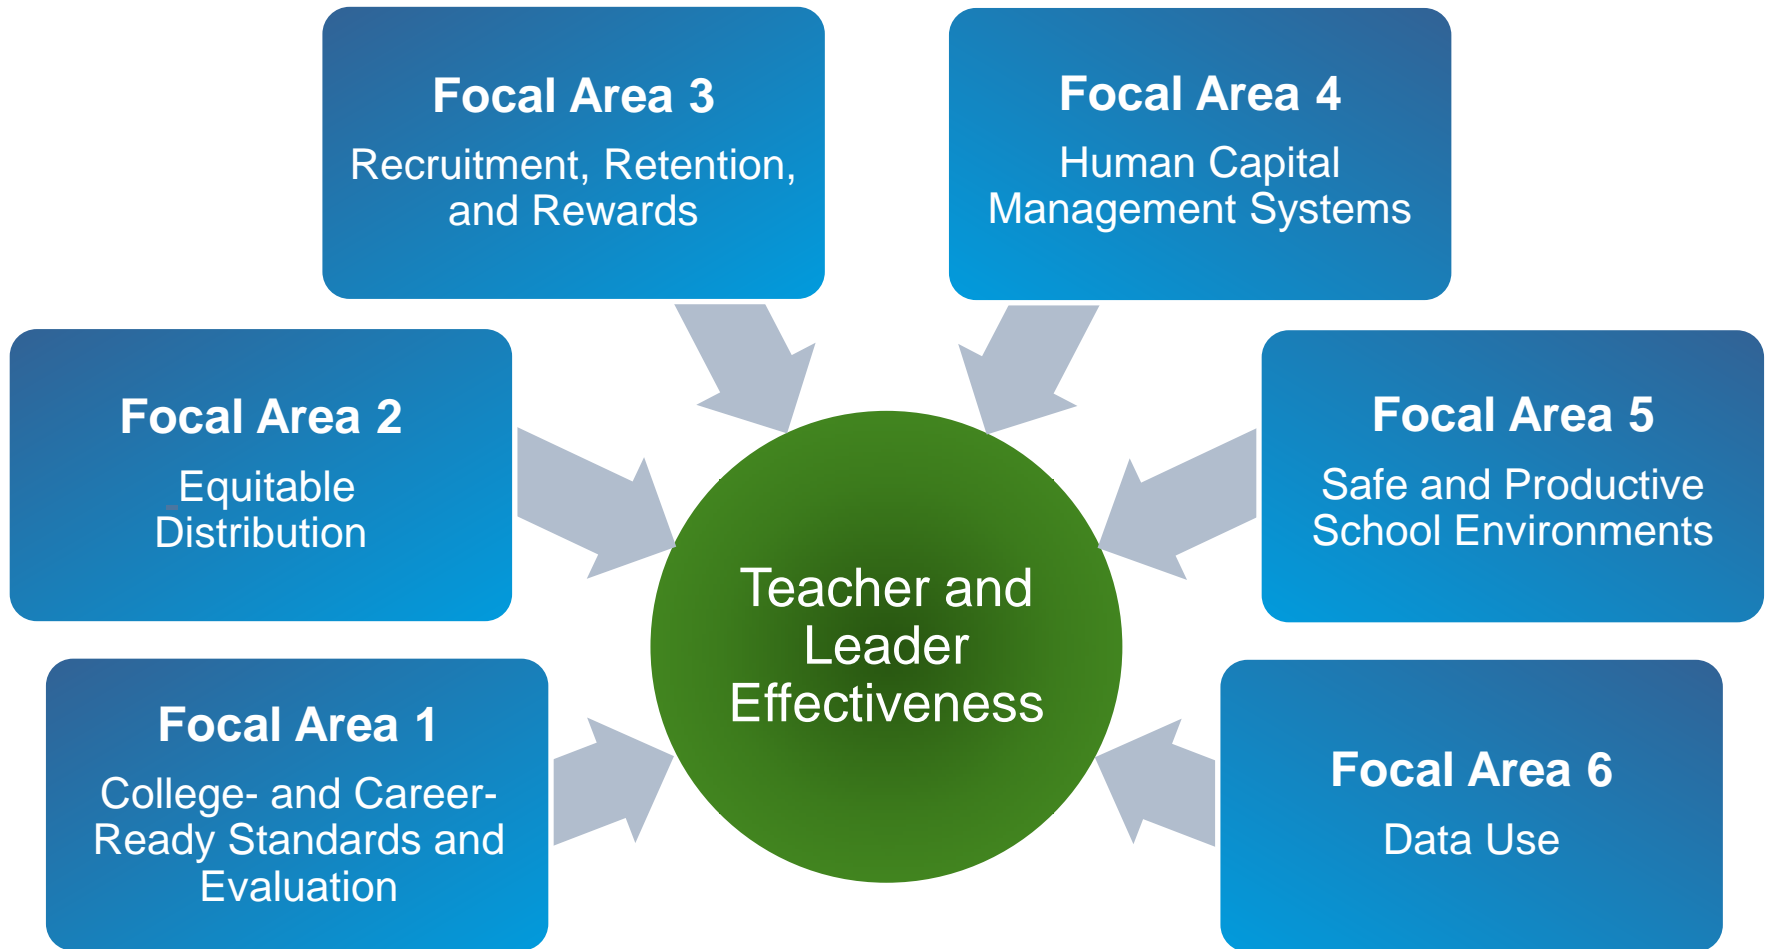 Focal Area 3
Recruitment, Retention,
and Rewards
Focal Area 4
Human Capital
Management Systems
Focal Area 2
Equitable
Distribution
Focal Area 5
Safe and Productive
School Environments
Teacher and
Leader
Effectiveness
Focal Area 1
College- and Career-
Ready Standards and
Evaluation
Focal Area 6
Data Use